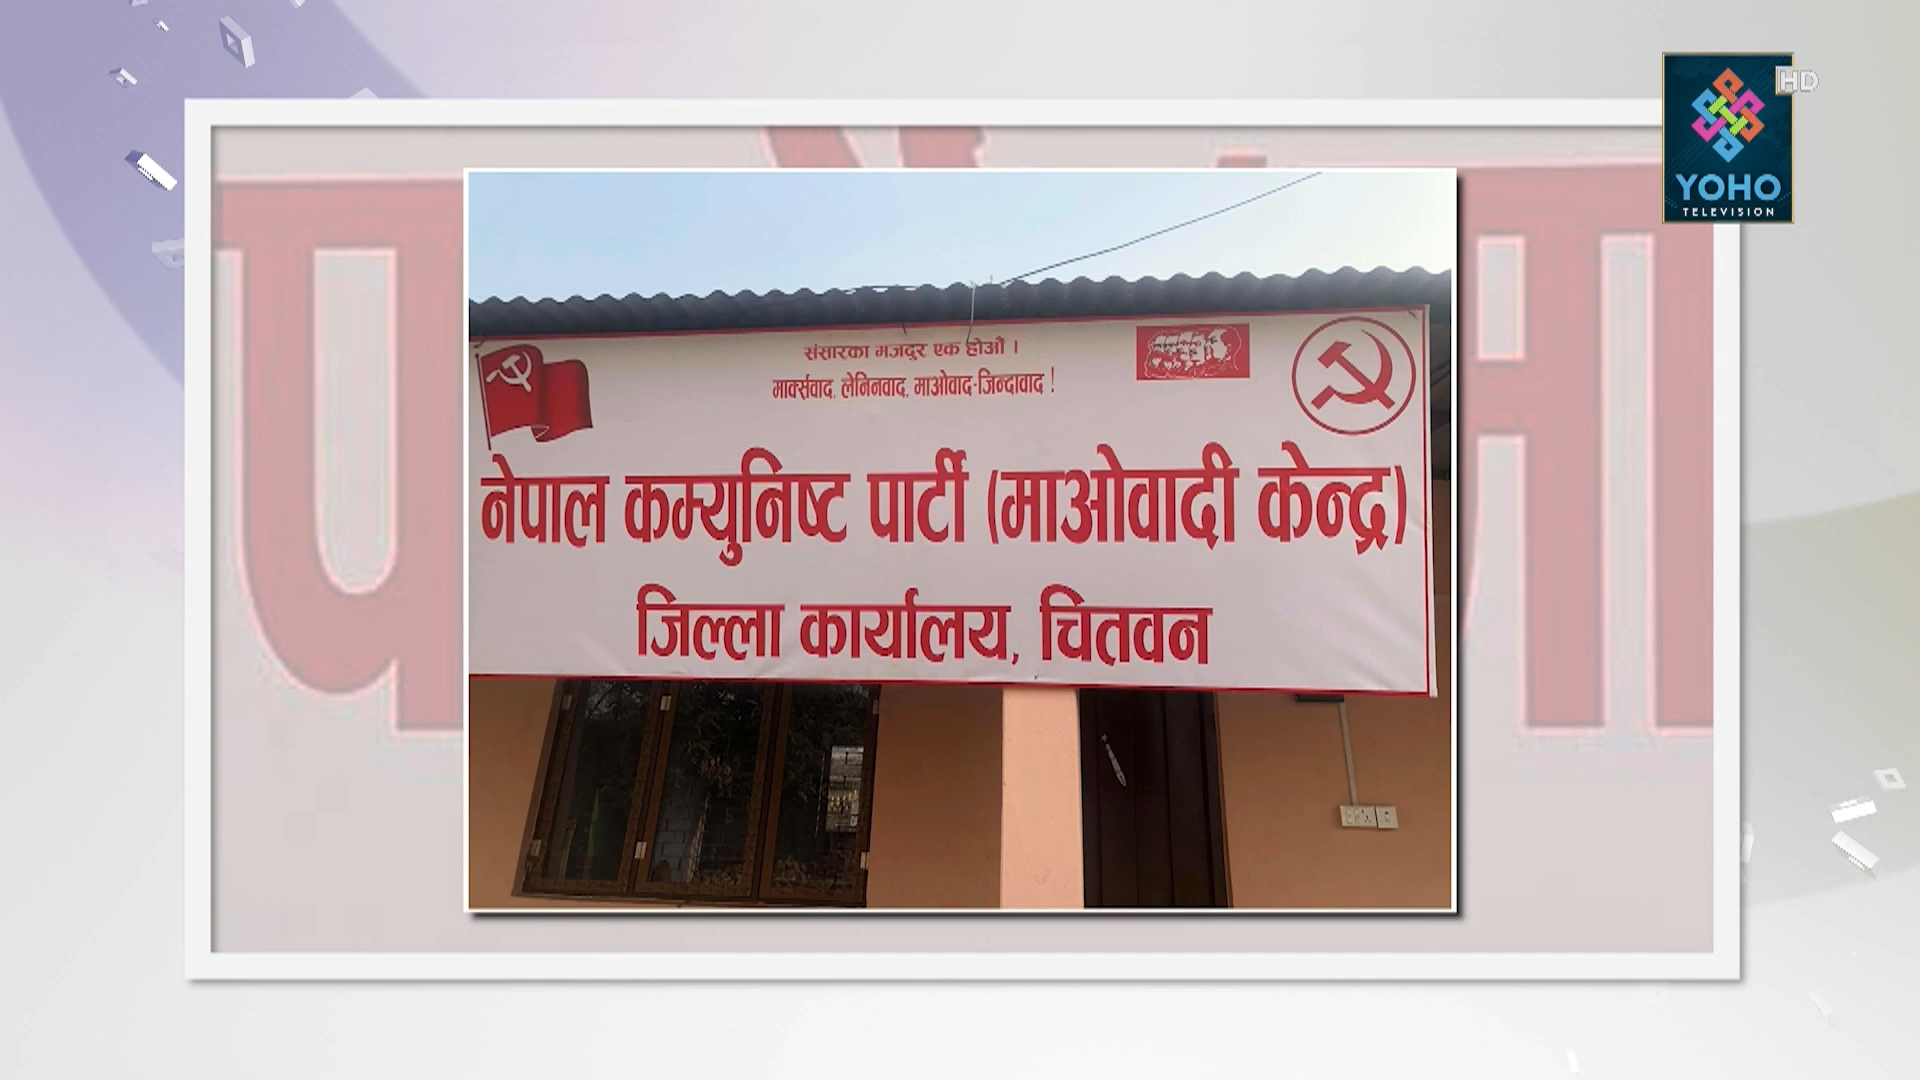 HD
YOHO
TELEVISION
संसारका मजदुर एक होऔं ।
मार्क्सवाद, लेनिनवाद, माओवाद-जिन्दावाद !
नेपाल कम्युनिष्ट पार्टी (माओवादी केन्द्र)
जिल्ला कार्यालय, चितवन